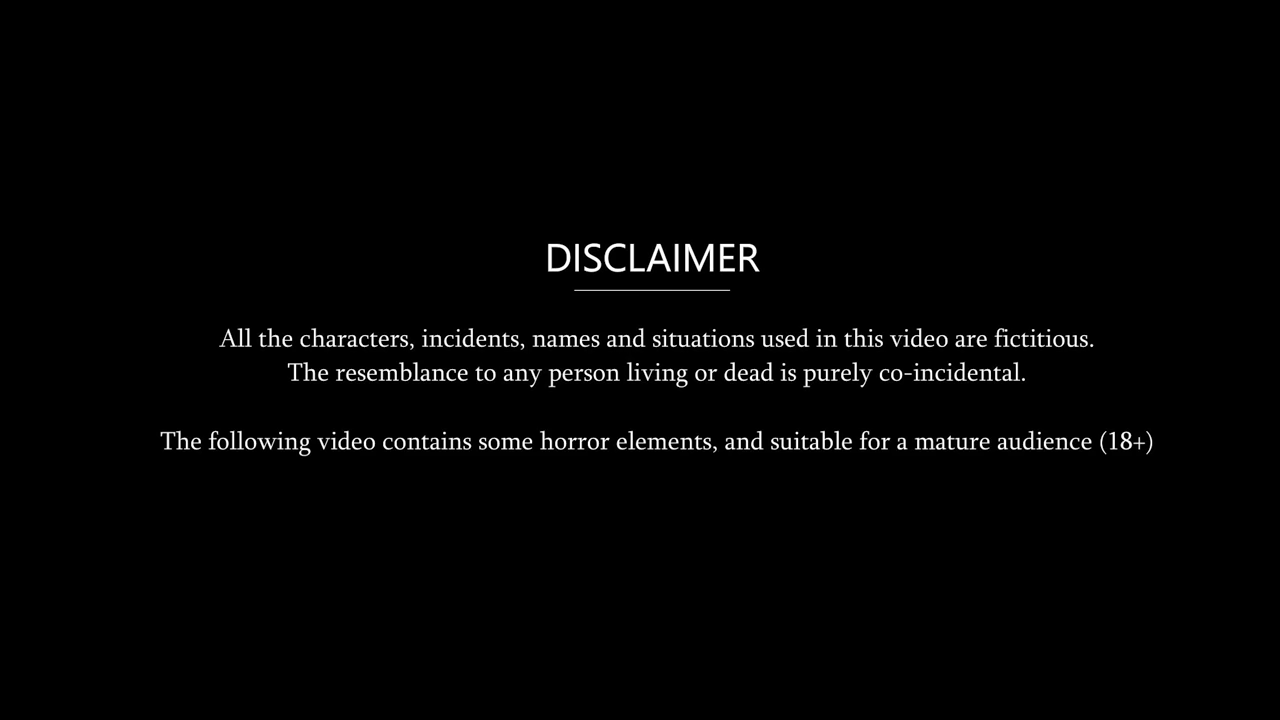 DISCLAIMER
All the characters, incidents, names and situations used in this video are fictitious.
The resemblance to any person living or dead is purely co-incidental.
The following video contains some horror elements, and suitable for a mature audience (18+)